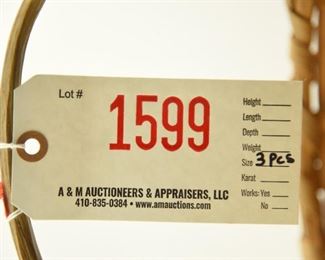 Lot #
1599
Height
Length
Depth
Weight
Size 3 Pcs
Karat
Works: Yes
No
A & M AUCTIONEERS & APPRAISERS, LLC
410-835-0384 • www.amauctions.com